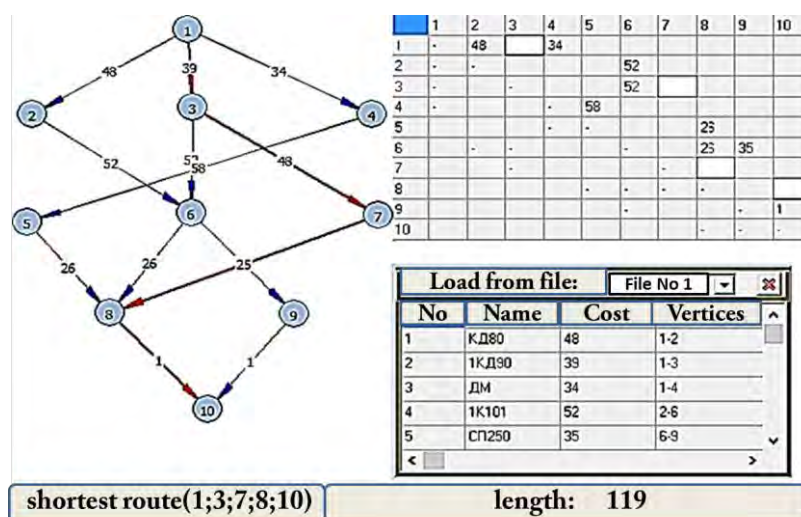 1
48 39 34
2 3 4
52 58 48
5 6 7
26 26 25
8 9
1 1
10
1 2 3 4 5 6 7 8 9 10
1 - 48 34
2 - - 52
3 - - 52
4 - - 58
5 - - 26
6 - - - 26 35
7 - -
8 - - - -
9 - - 1
10 - - -
Load from file: File No 1
No Name Cost Vertices
1 КД80 48 1-2
2 1КД90 39 1-3
3 ДМ 34 1-4
4 1К101 52 2-6
5 СП250 35 6-9
shortest route(1;3;7;8;10) length: 119